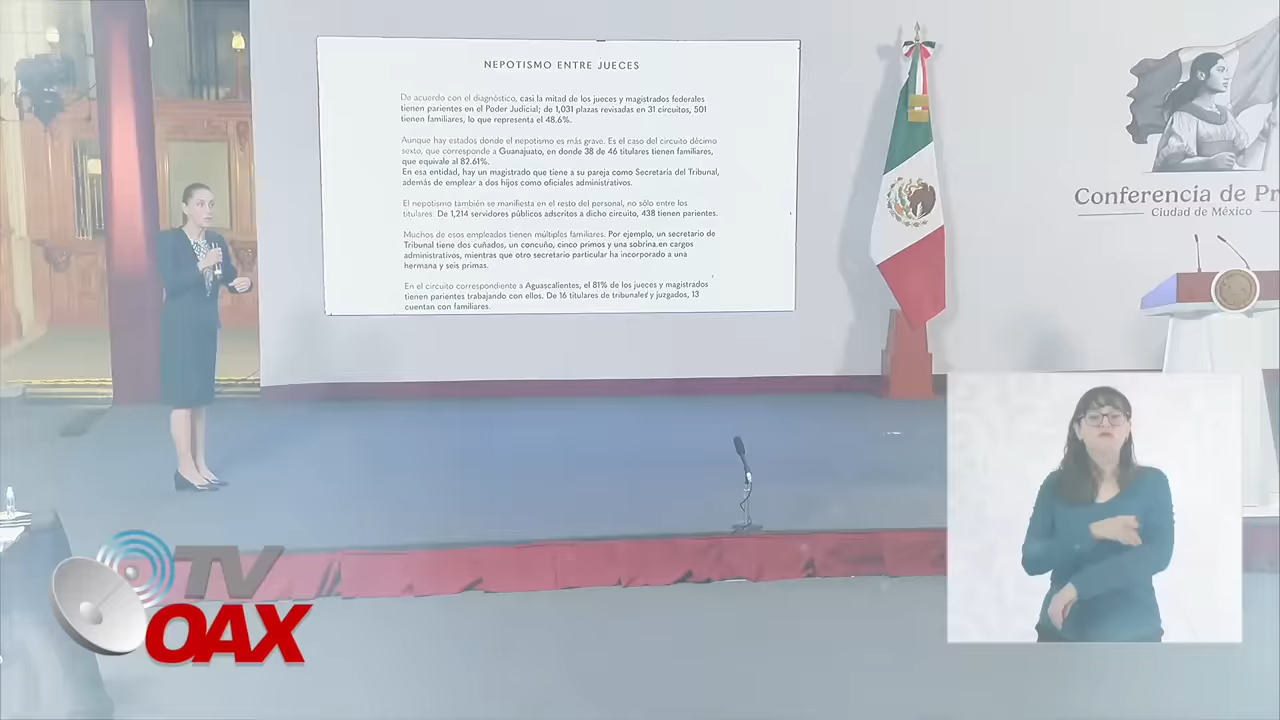 NEPOTISMO ENTRE JUECES
De acuerdo con el diagnóstico, casi la mitad de los jueces y magistrados federales
tienen parientes en el Poder Judicial; de 1,031 plazas revisadas en 31 circuitos, 501
tienen familiares, lo que representa el 48.6%.
Aunque hay estados donde el nepotismo es más grave. Es el caso del circuito décimo
sexto, que corresponde a Guanajuato, en donde 38 de 46 titulares tienen familiares,
que equivale al 82.61%.
En esa entidad, hay un magistrado que tiene a su pareja como Secretaria del Tribunal,
además de emplear a dos hijos como oficiales administrativos.
El nepotismo también se manifiesta en el resto del personal, no sólo entre los
titulares. De 1,214 servidores públicos adscritos a dicho circuito, 438 tienen parientes.
Muchos de esos empleados tienen múltiples familiares. Por ejemplo, un secretario de
Tribunal tiene dos cuñados, un concuño, cinco primos y una sobrina en cargos
administrativos, mientras que otro secretario particular ha incorporado a una
hermana y seis primas.
En el circuito correspondiente a Aguascalientes, el 81% de los jueces y magistrados
tienen parientes trabajando con ellos. De 16 titulares de tribunales y juzgados, 13
cuentan con familiares.
Conferencia de Pr
Ciudad de México
TV
OAX